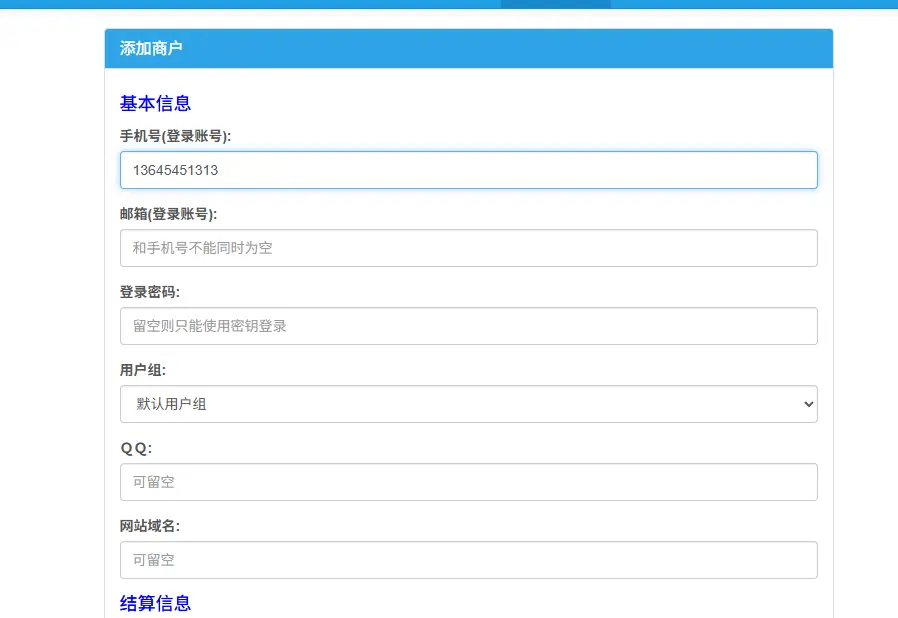 添加商户
基本信息
手机号(登录账号):
13645451313
邮箱(登录账号):
和手机号不能同时为空
登录密码:
留空则只能使用密钥登录
用户组:
默认用户组
QQ:
可留空
网站域名:
可留空
结算信息